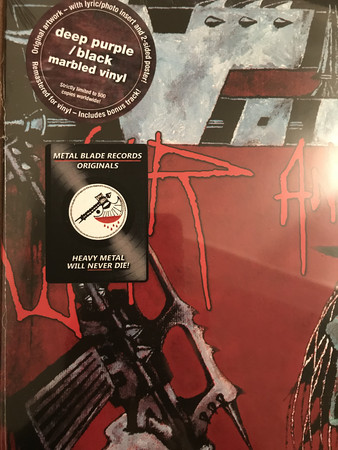 Original artwork – with lyric/photo insert and 2-sided poster!
deep purple
/black
marbled vinyl
Strictly limited to 500
copies worldwide!
Remastered for vinyl – Includes bonus track!
WAR
METAL BLADE RECORDS
ORIGINALS
HEAVY METAL
WILL NEVER DIE!